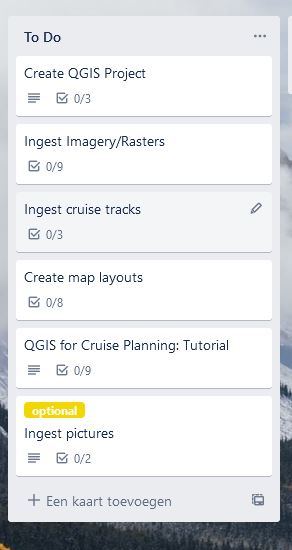 To Do
Create QGIS Project
0/3
Ingest Imagery/Rasters
0/9
Ingest cruise tracks
0/3
Create map layouts
0/8
QGIS for Cruise Planning: Tutorial
0/9
optional
Ingest pictures
0/2
Een kaart toevoegen